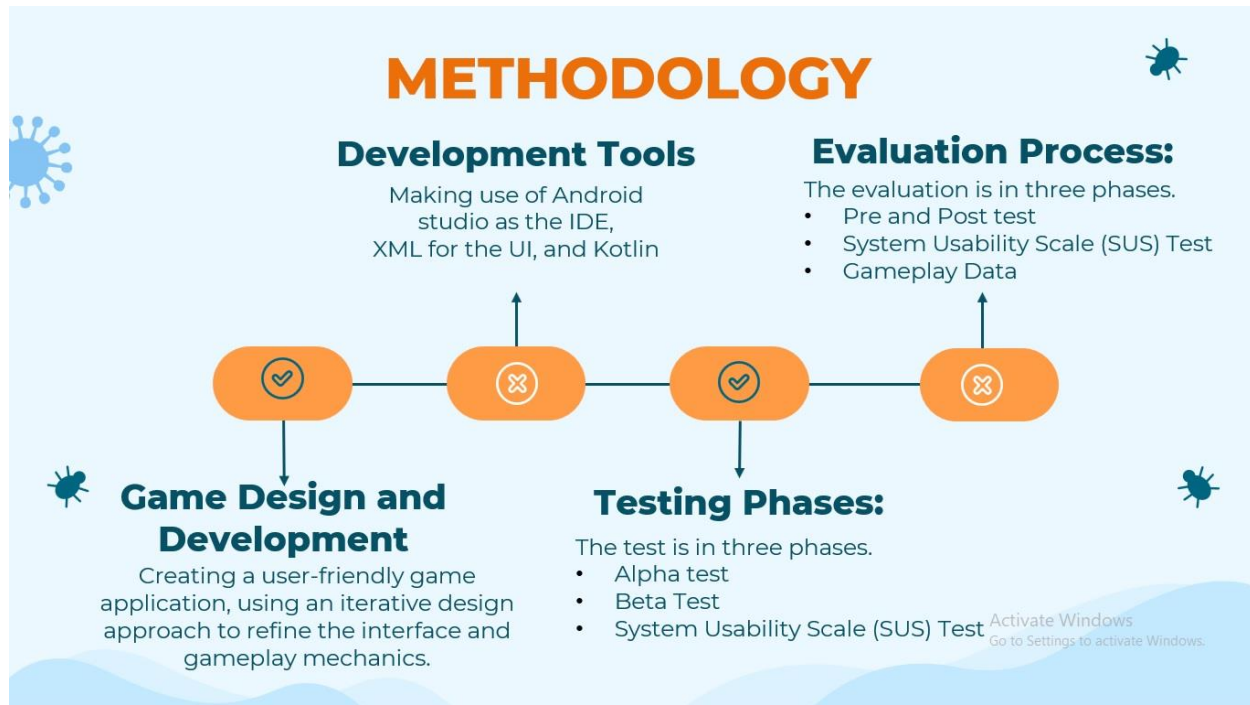 METHODOLOGY
Development Tools
Making use of Android
studio as the IDE,
XML for the UI, and Kotlin
Evaluation Process:
The evaluation is in three phases.
• Pre and Post test
• System Usability Scale (SUS) Test
• Gameplay Data
Game Design and
Development
Creating a user-friendly game
application, using an iterative design
approach to refine the interface and
gameplay mechanics.
Testing Phases:
The test is in three phases.
• Alpha test
• Beta Test
• System Usability Scale (SUS) Test
Activate Windows
Go to Settings to activate Windows.